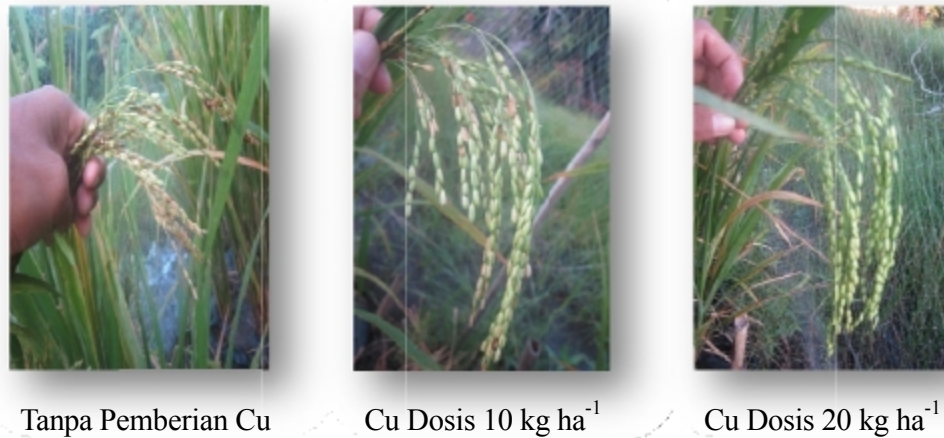 Tanpa Pemberian Cu
Cu Dosis 10 kg ha⁻¹
Cu Dosis 20 kg ha⁻¹